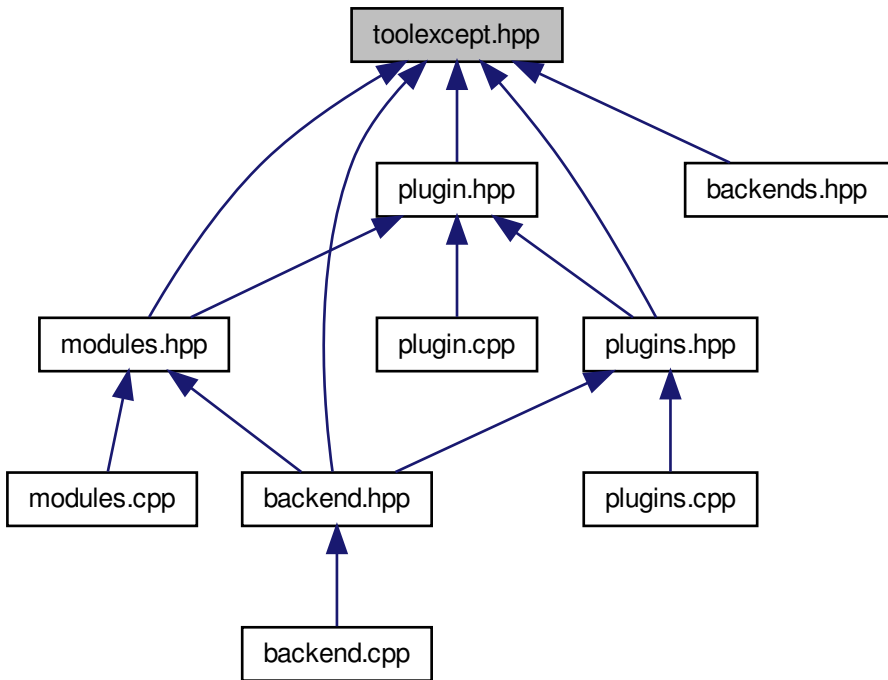 toolexcept.hpp
plugin.hpp
backends.hpp
modules.hpp
plugin.cpp
plugins.hpp
modules.cpp
backend.hpp
plugins.cpp
backend.cpp